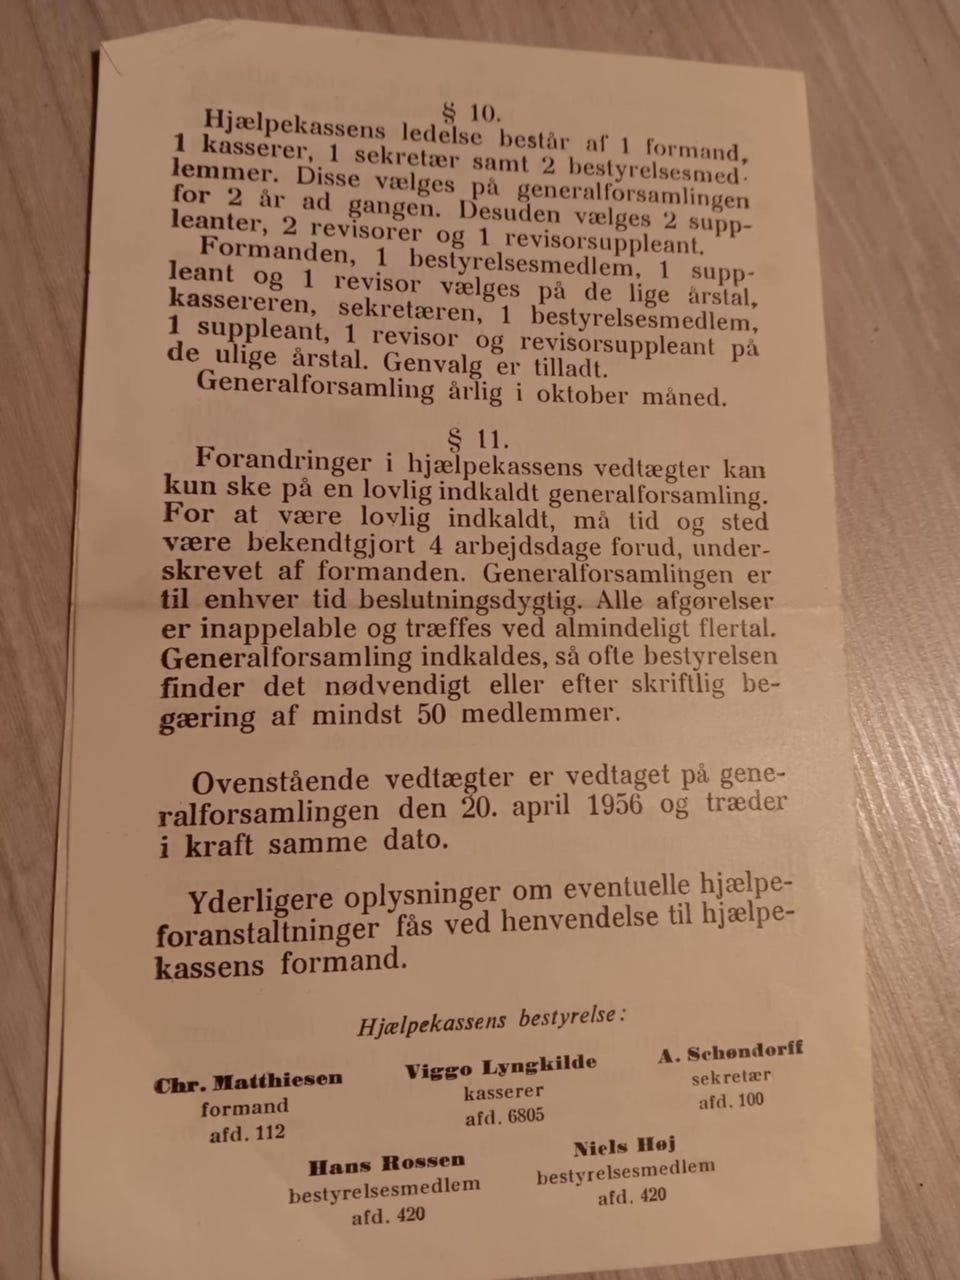 § 10.
Hjælpekassens ledelse består af 1 formand,
1 kasserer, 1 sekretær samt 2 bestyrelsesmed-
lemmer. Disse vælges på generalforsamlingen
for 2 år ad gangen. Desuden vælges 2 supp-
leanter, 2 revisorer og 1 revisorsuppleant.
Formanden, 1 bestyrelsesmedlem, 1 supp-
leant og 1 revisor vælges på de lige årstal,
kassereren, sekretæren, 1 bestyrelsesmedlem,
1 suppleant, 1 revisor og revisorsuppleant på
de ulige årstal. Genvalg er tilladt.
Generalforsamling årlig i oktober måned.
§ 11.
Forandringer i hjælpekassens vedtægter kan
kun ske på en lovlig indkaldt generalforsamling.
For at være lovlig indkaldt, må tid og sted
være bekendtgjort 4 arbejdsdage forud, under-
skrevet af formanden. Generalforsamlingen er
til enhver tid beslutningsdygtig. Alle afgørelser
er inappelable og træffes ved almindeligt flertal.
Generalforsamling indkaldes, så ofte bestyrelsen
finder det nødvendigt eller efter skriftlig be-
gæring af mindst 50 medlemmer.
Ovenstående vedtægter er vedtaget på gene-
ralforsamlingen den 20. april 1956 og træder
i kraft samme dato.
Yderligere oplysninger om eventuelle hjælpe-
foranstaltninger fås ved henvendelse til hjælpe-
kassens formand.
Hjælpekassens bestyrelse:
Chr. Matthiesen Viggo Lyngkilde A. Schøndorff
formand kasserer sekretær
afd. 112 afd. 6805 afd. 100
Hans Rossen Niels Høj
bestyrelsesmedlem bestyrelsesmedlem
afd. 420 afd. 420